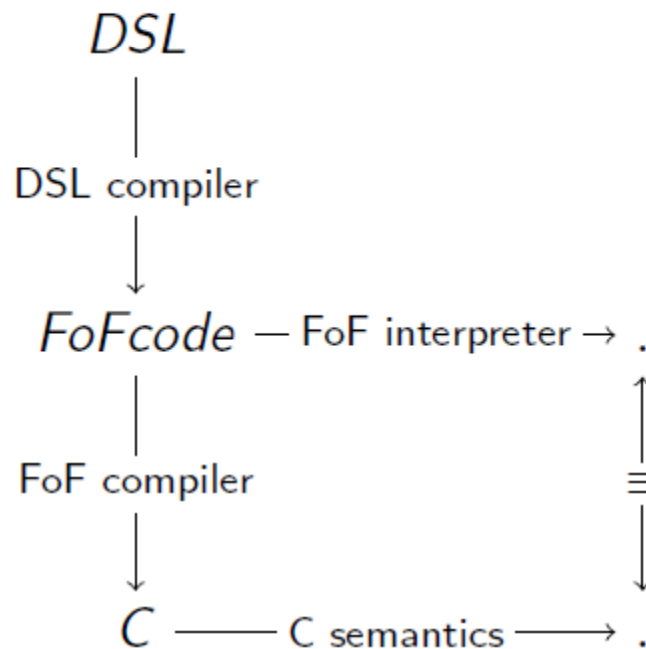 DSL
DSL compiler
FoFcode FoF interpreter .
FoF compiler ≡
C C semantics .